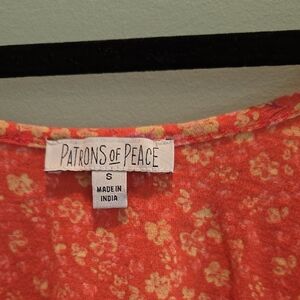 PATRONS OF PEACE
S
MADE IN
INDIA